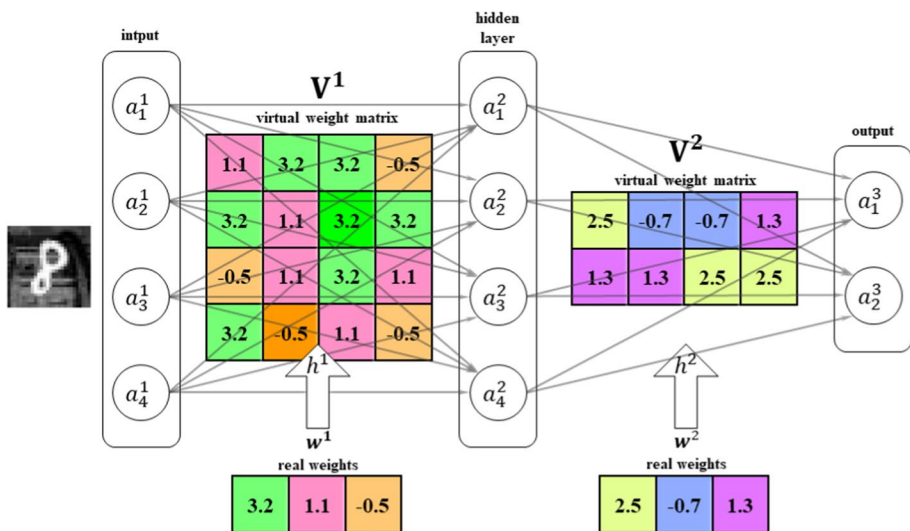 intput
hidden
layer
output
V¹
virtual weight matrix
V²
virtual weight matrix
a₁¹
a₂¹
a₃¹
a₄¹
1.1 3.2 3.2 -0.5
3.2 1.1 3.2 3.2
-0.5 1.1 3.2 1.1
3.2 -0.5 1.1 -0.5
a₁²
a₂²
a₃²
a₄²
2.5 -0.7 -0.7 1.3
1.3 1.3 2.5 2.5
a₁³
a₂³
8
h¹
h²
w¹
w²
real weights
real weights
3.2 1.1 -0.5
2.5 -0.7 1.3